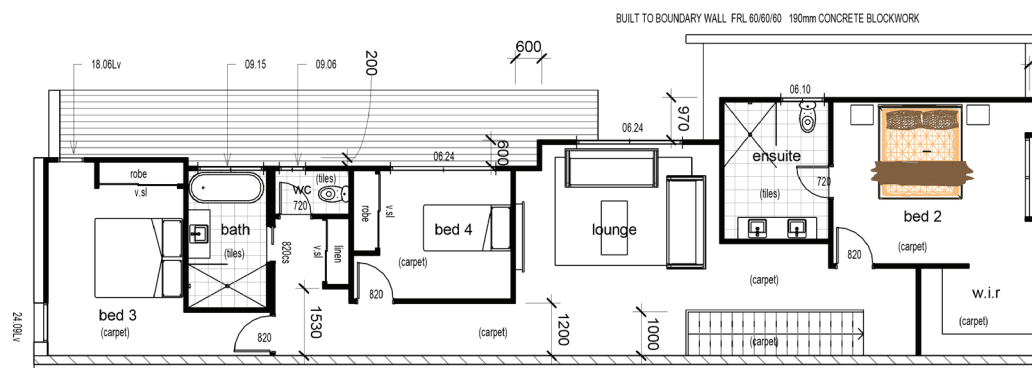 BUILT TO BOUNDARY WALL FRL 60/60/60 190mm CONCRETE BLOCKWORK
600
18.06Lv
09.15
09.06
200
06.10
970
06.24
06.24
600
robe
v.sl
wc
(tiles)
720
ensuite
(tiles)
720
bed 2
(carpet)
820
robe
v.sl
bed 4
(carpet)
820
lounge
bath
(tiles)
820cs
v.sl
linen
(carpet)
w.i.r
(carpet)
bed 3
(carpet)
820
24.09Lv
1530
(carpet)
1200
1000
(carpet)